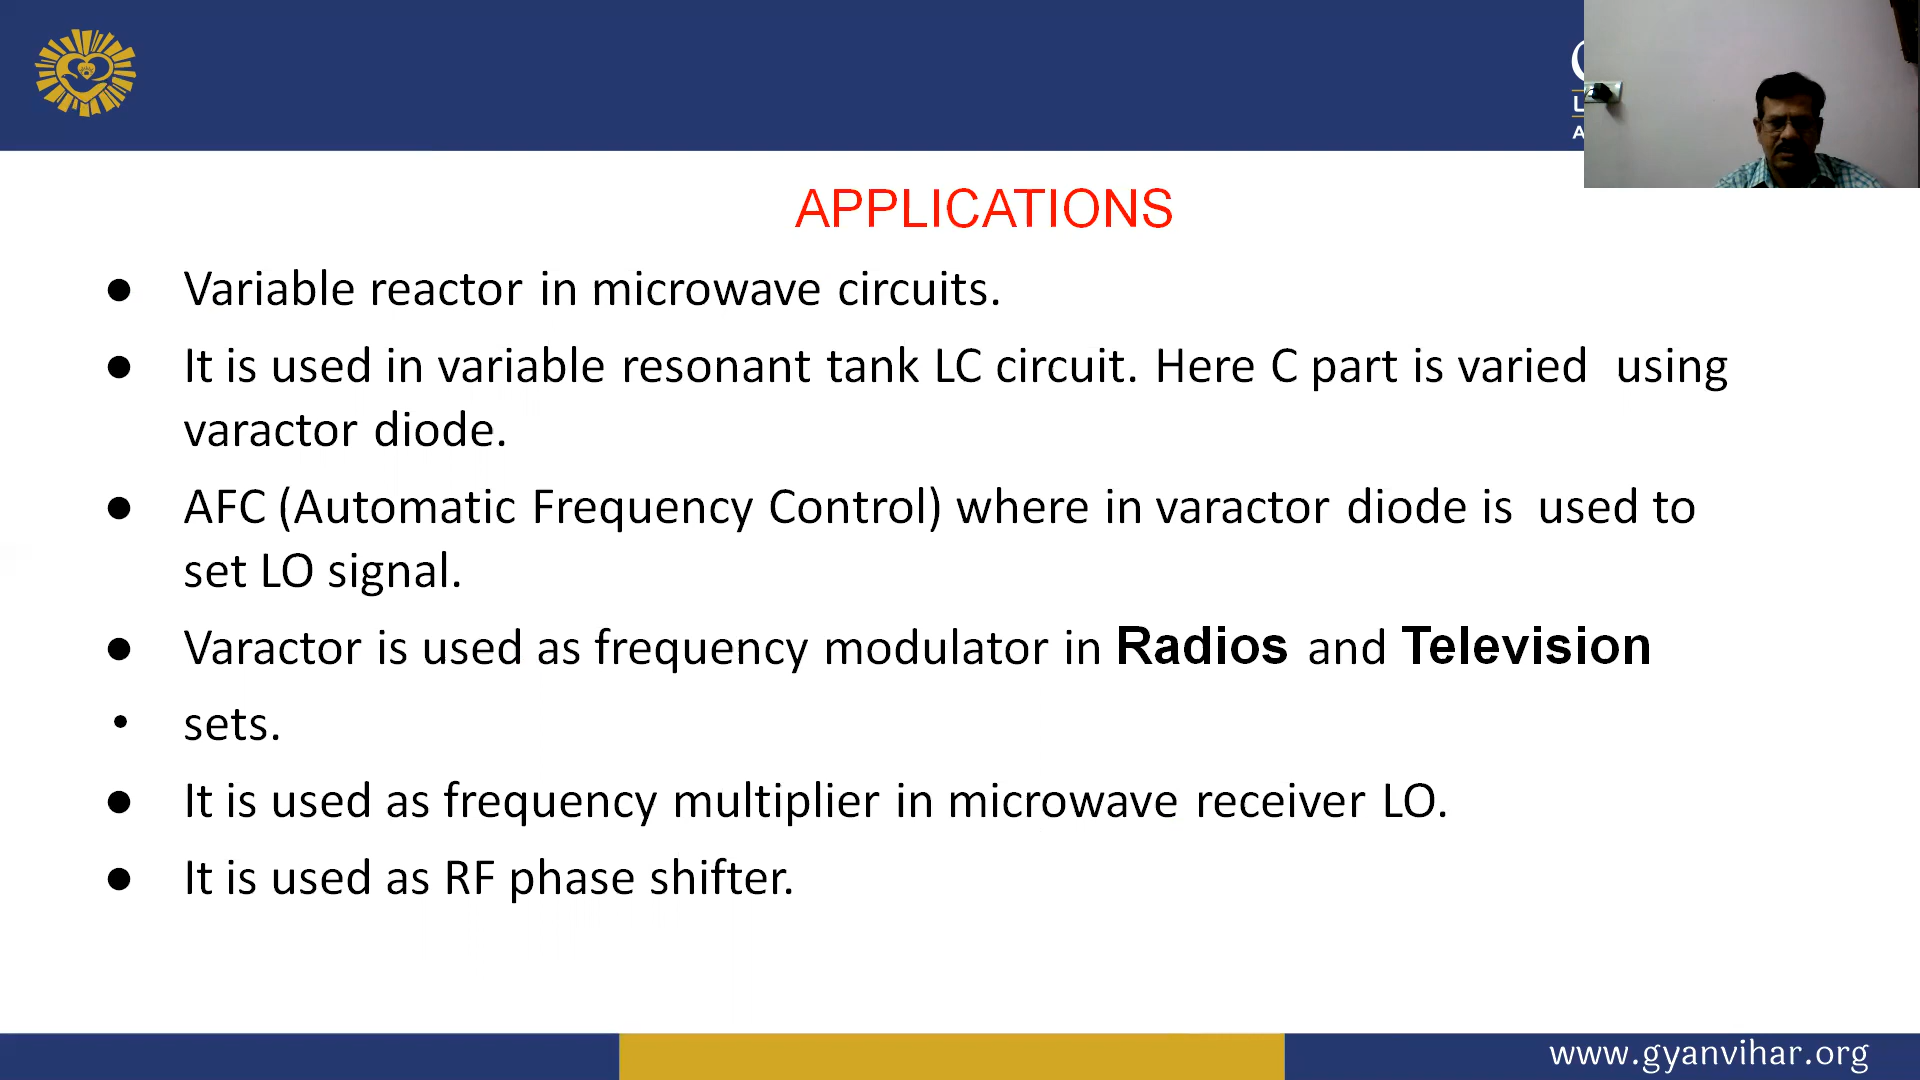 APPLICATIONS
● Variable reactor in microwave circuits.
● It is used in variable resonant tank LC circuit. Here C part is varied using
varactor diode.
● AFC (Automatic Frequency Control) where in varactor diode is used to
set LO signal.
● Varactor is used as frequency modulator in Radios and Television
• sets.
● It is used as frequency multiplier in microwave receiver LO.
● It is used as RF phase shifter.
www.gyanvihar.org